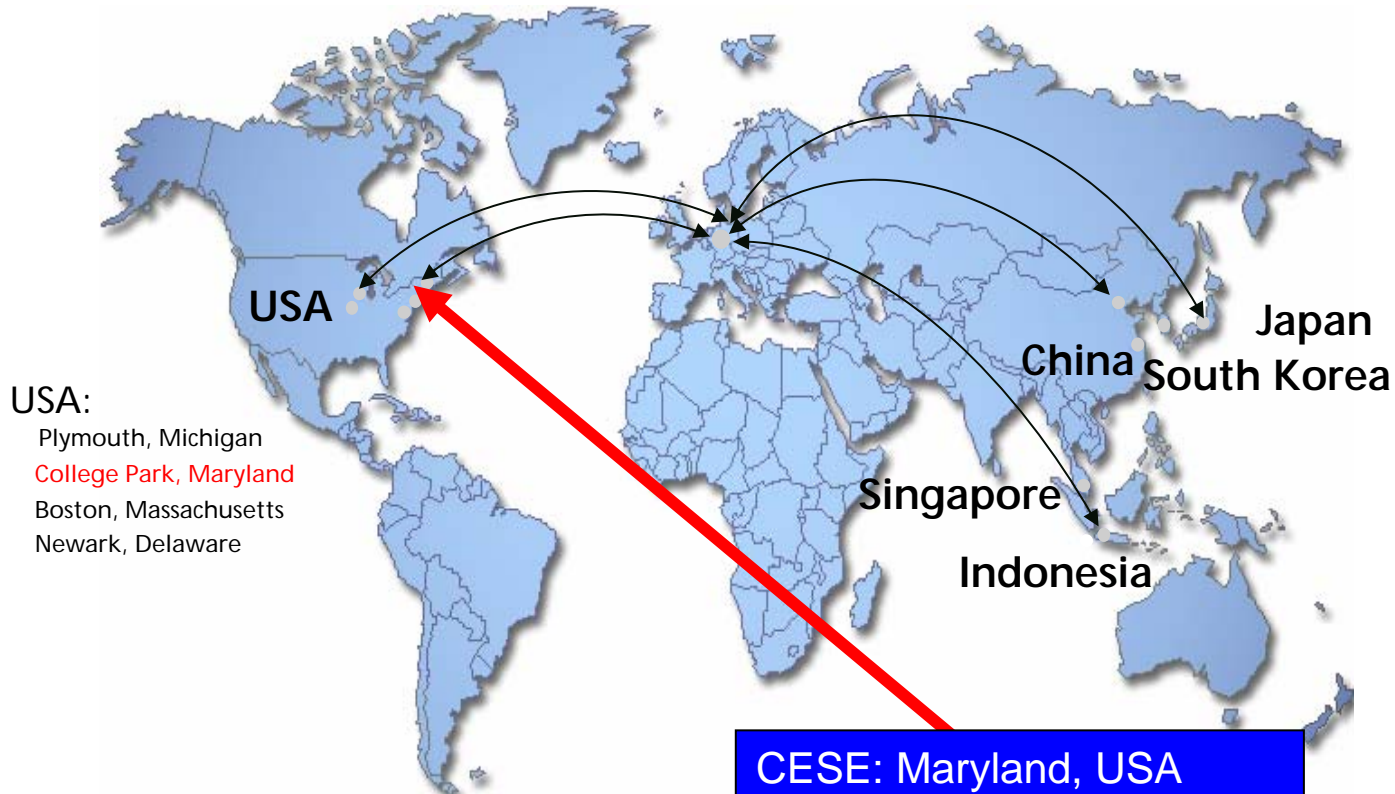 USA
Japan
China
South Korea
USA:
Plymouth, Michigan
College Park, Maryland
Boston, Massachusetts
Newark, Delaware
Singapore
Indonesia
CESE: Maryland, USA